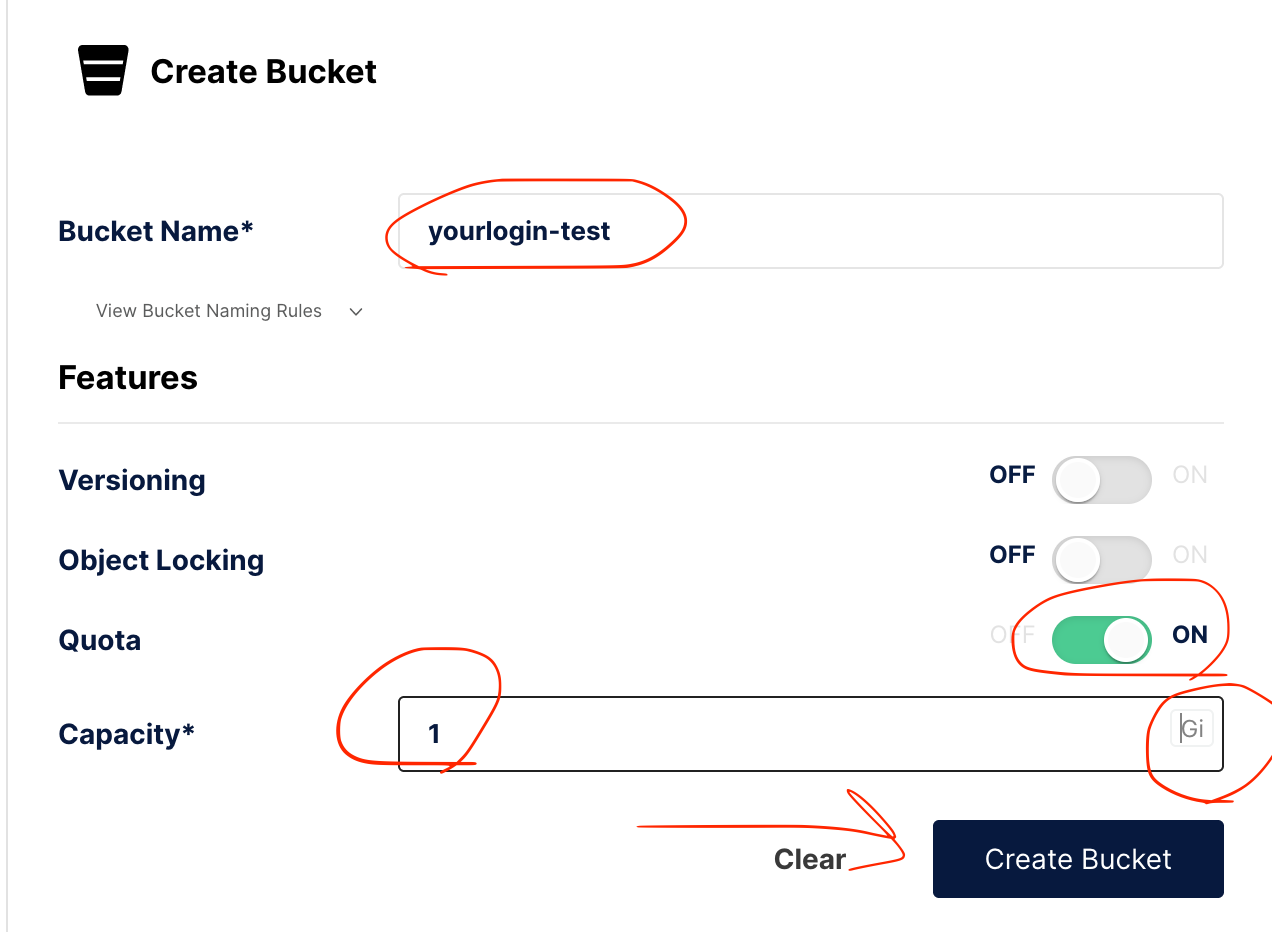 Create Bucket
Bucket Name* yourlogin-test
View Bucket Naming Rules
Features
Versioning OFF ON
Object Locking OFF ON
Quota OFF ON
Capacity* 1 Gi
Clear Create Bucket